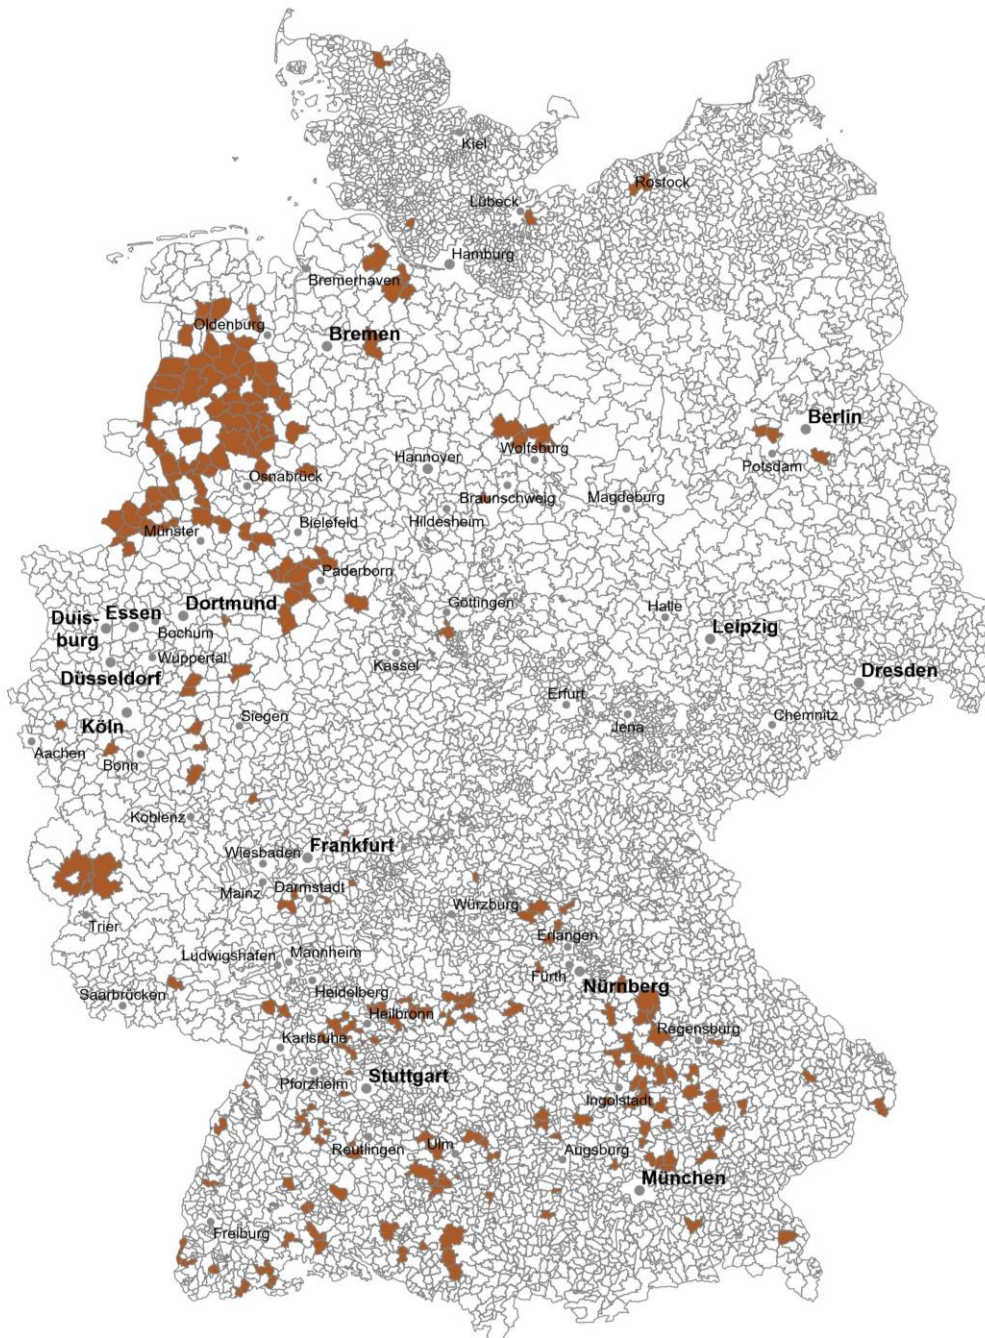 Kiel
Rostock
Lübeck
Hamburg
Bremerhaven
Oldenburg
Bremen
Berlin
Wolfsburg
Hannover
Potsdam
Osnabrück
Braunschweig
Magdeburg
Hildesheim
Bielefeld
Münster
Paderborn
Göttingen
Halle
Dortmund
Essen
Duis-
burg
Bochum
Leipzig
Wuppertal
Kassel
Düsseldorf
Dresden
Erfurt
Köln
Siegen
Jena
Chemnitz
Aachen
Bonn
Koblenz
Frankfurt
Wiesbaden
Mainz
Darmstadt
Würzburg
Trier
Erlangen
Ludwigshafen
Mannheim
Fürth
Nürnberg
Heidelberg
Saarbrücken
Heilbronn
Regensburg
Karlsruhe
Pforzheim
Stuttgart
Ingolstadt
Reutlingen
Ulm
Augsburg
München
Freiburg